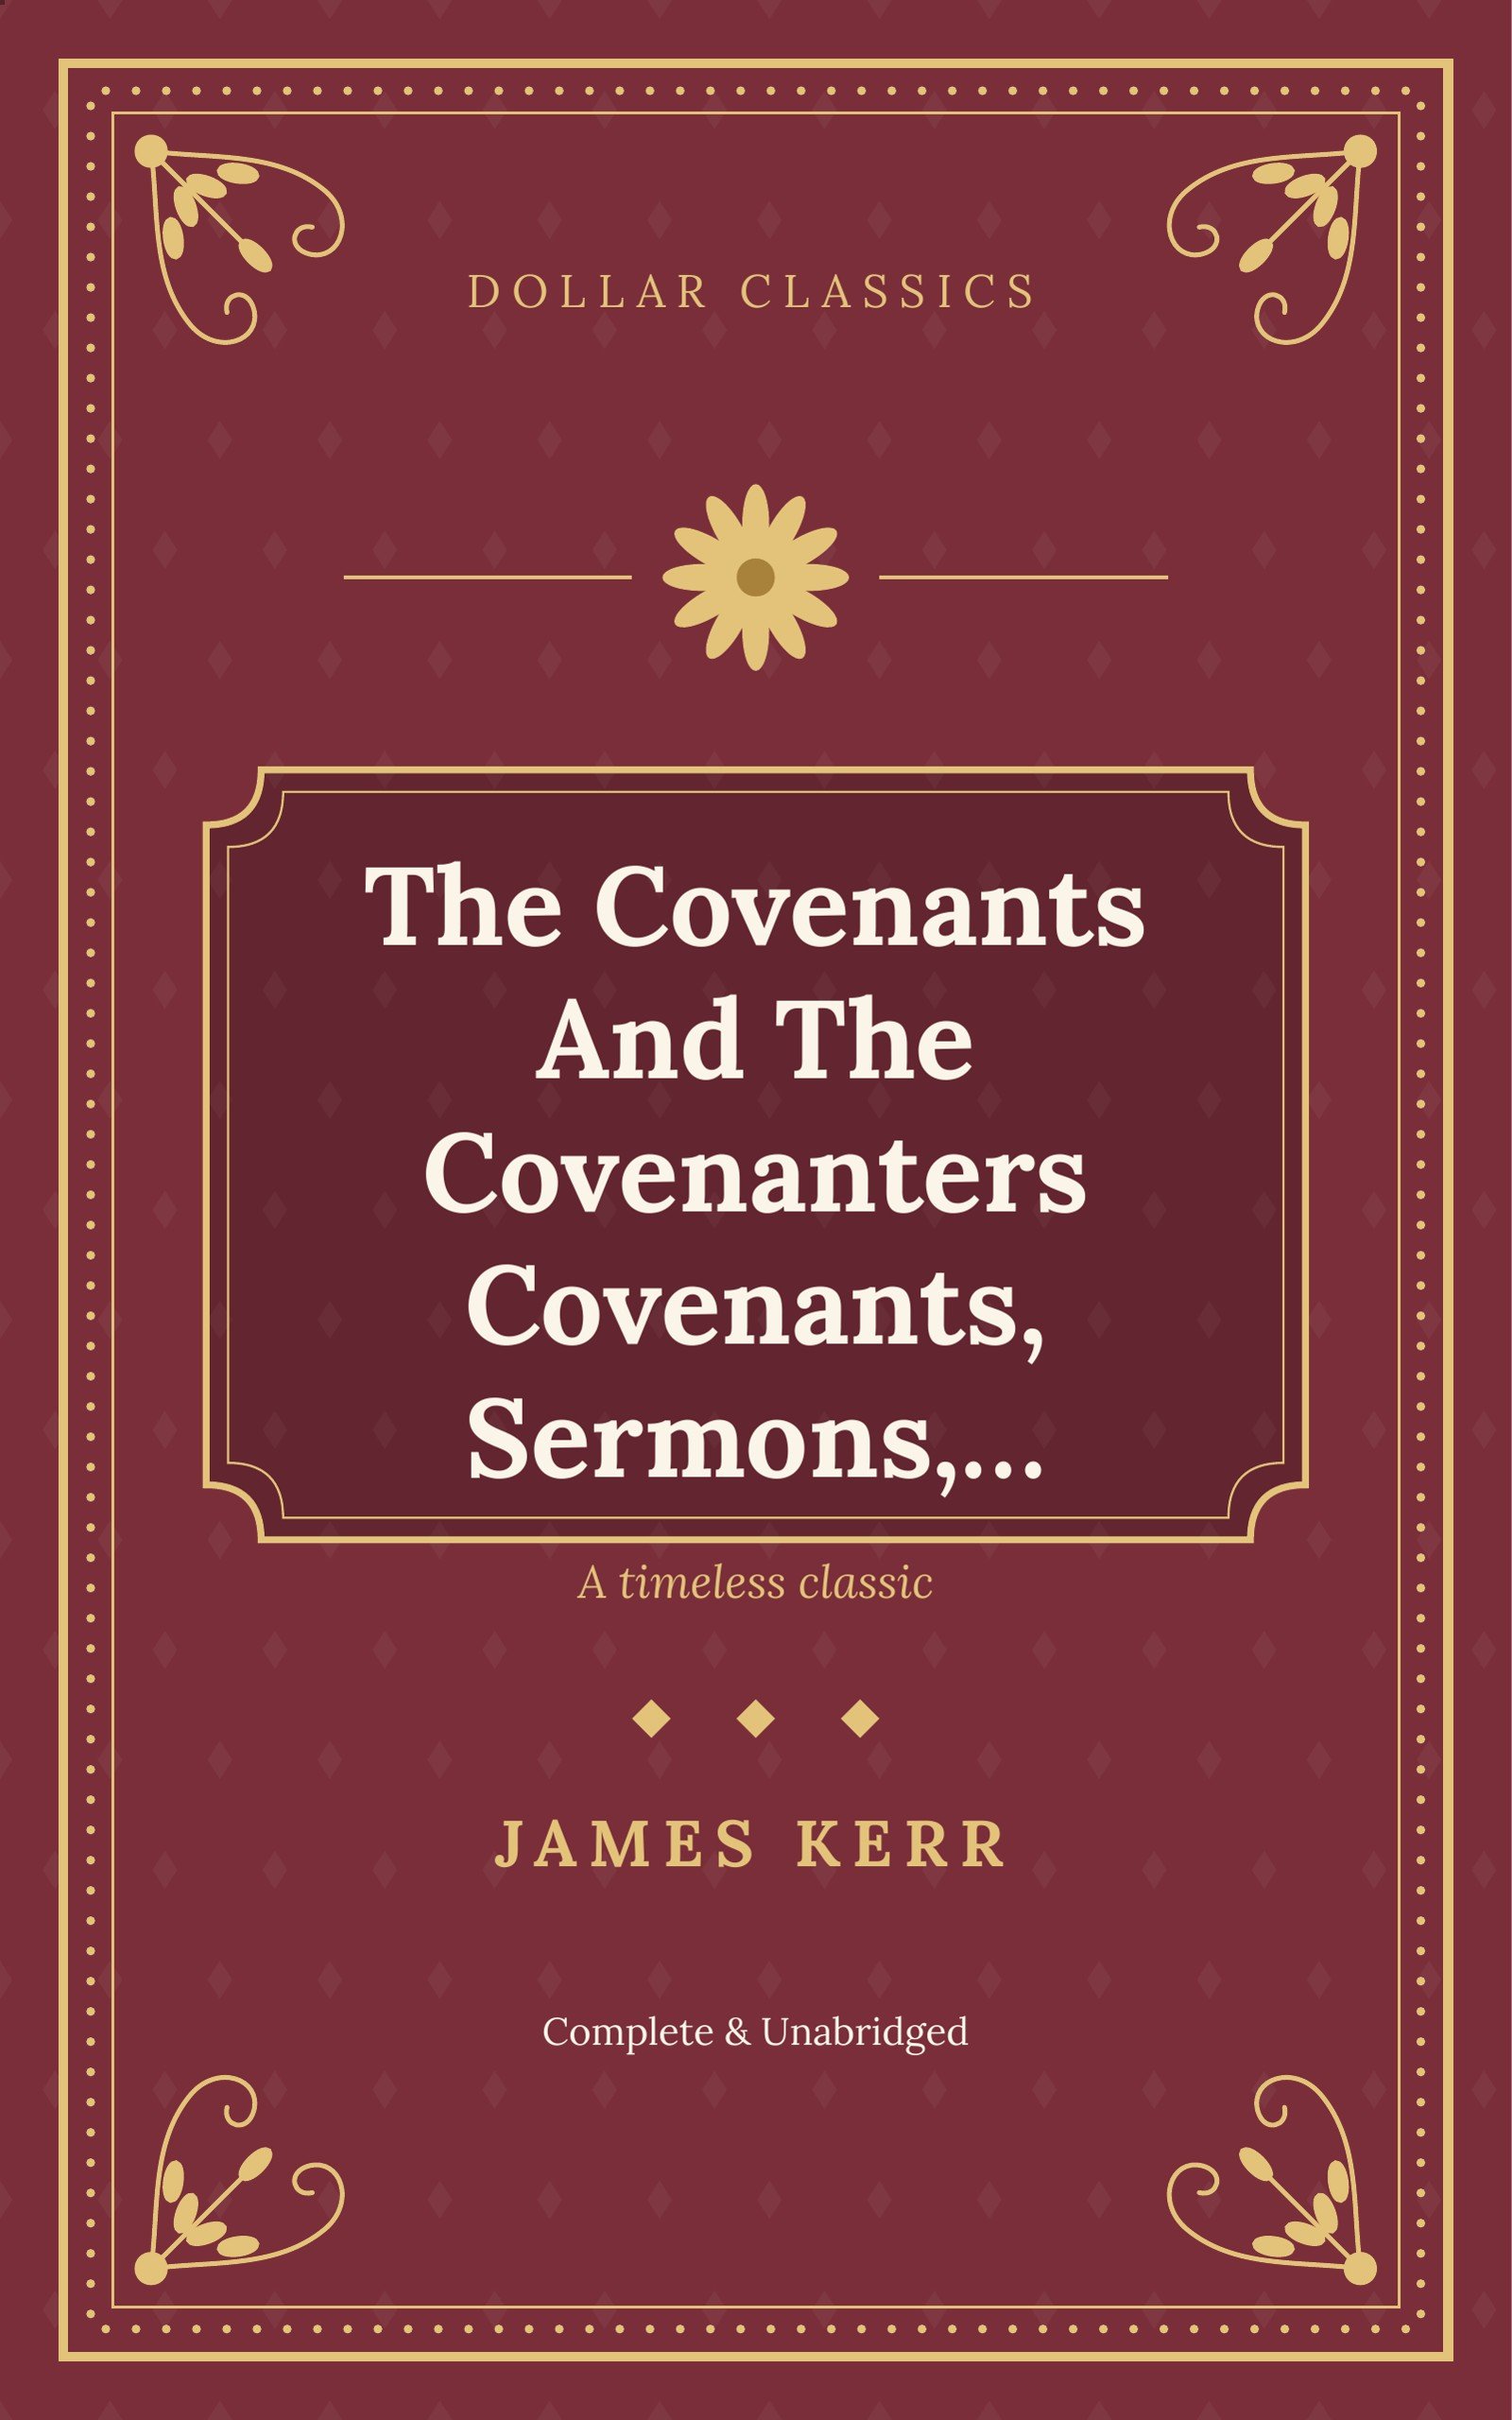 DOLLAR CLASSICS
The Covenants
And The
Covenanters
Covenants,
Sermons,...
A timeless classic
JAMES KERR
Complete & Unabridged